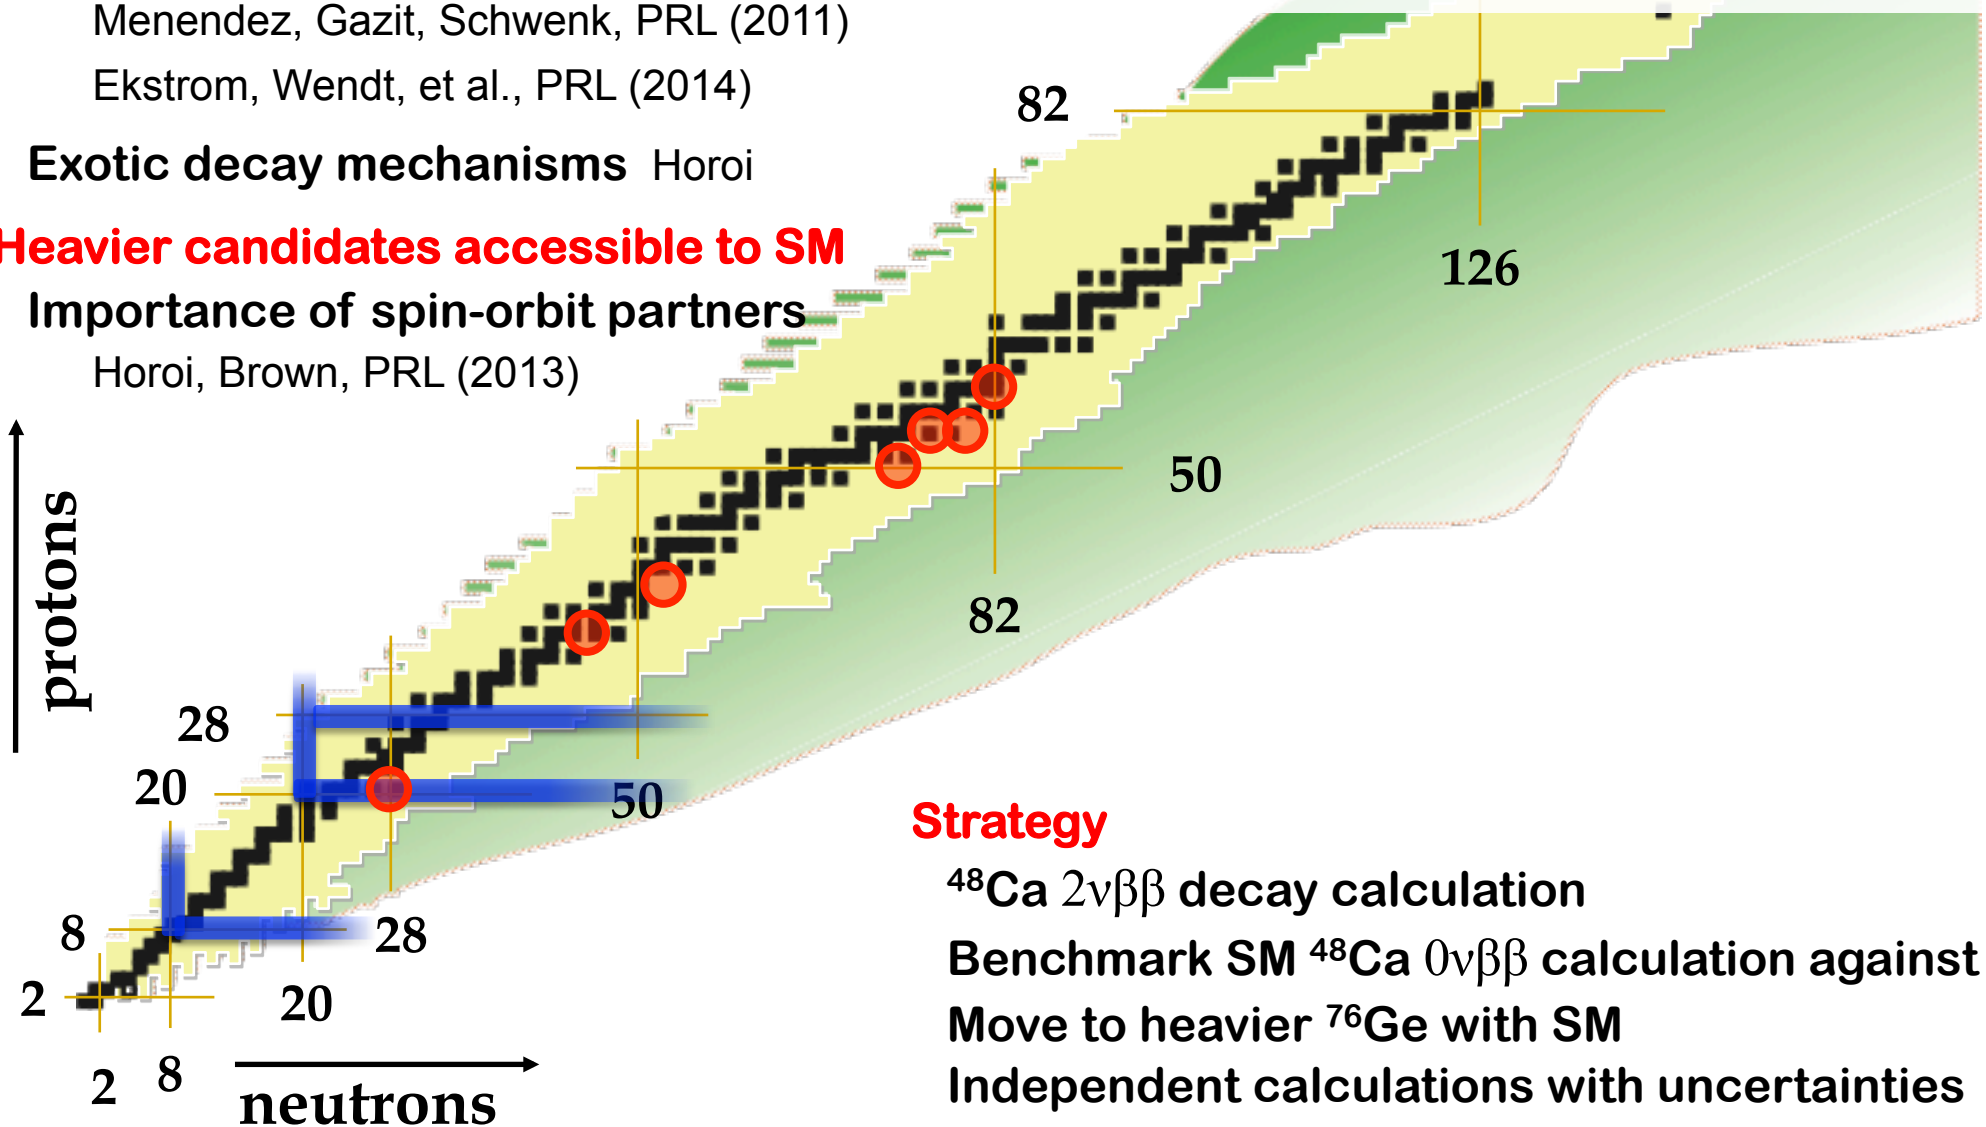 Menendez, Gazit, Schwenk, PRL (2011)
Ekstrom, Wendt, et al., PRL (2014)
Exotic decay mechanisms Horoi
Heavier candidates accessible to SM
Importance of spin-orbit partners
Horoi, Brown, PRL (2013)
82
126
50
82
protons
28
20
50
8
28
2
20
2
8
neutrons
Strategy
⁴⁸Ca 2νββ decay calculation
Benchmark SM ⁴⁸Ca 0νββ calculation against
Move to heavier ⁷⁶Ge with SM
Independent calculations with uncertainties